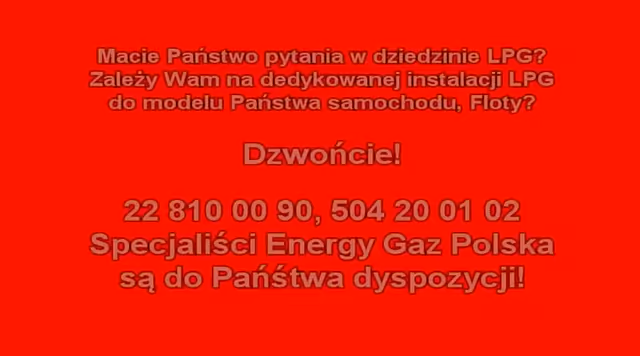 Macie Państwo pytania w dziedzinie LPG?
Zależy Wam na dedykowanej instalacji LPG
do modelu Państwa samochodu, Floty?
Dzwońcie!
22 810 00 90, 504 20 01 02
Specjaliści Energy Gaz Polska
są do Pańśtwa dyspozycji!